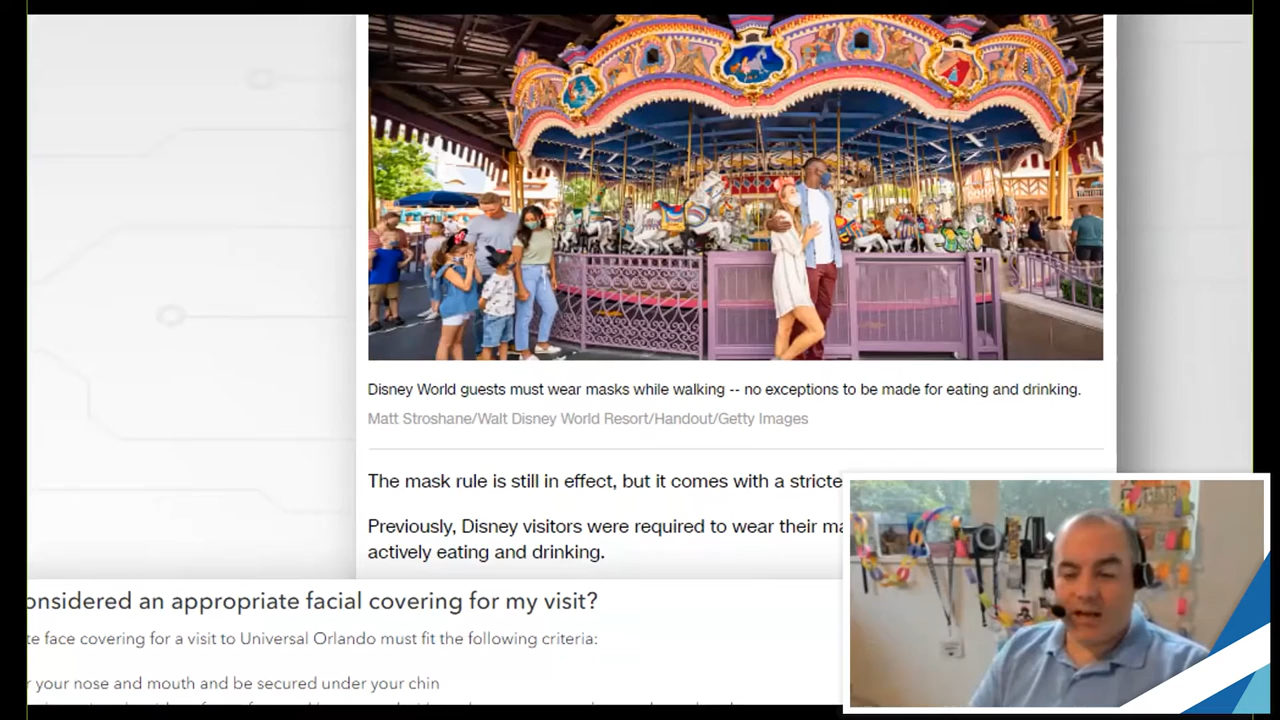 Disney World guests must wear masks while walking -- no exceptions to be made for eating and drinking.
Matt Stroshane/Walt Disney World Resort/Handout/Getty Images
The mask rule is still in effect, but it comes with a stricte
Previously, Disney visitors were required to wear their ma
actively eating and drinking.
onsidered an appropriate facial covering for my visit?
te face covering for a visit to Universal Orlando must fit the following criteria:
r your nose and mouth and be secured under your chin